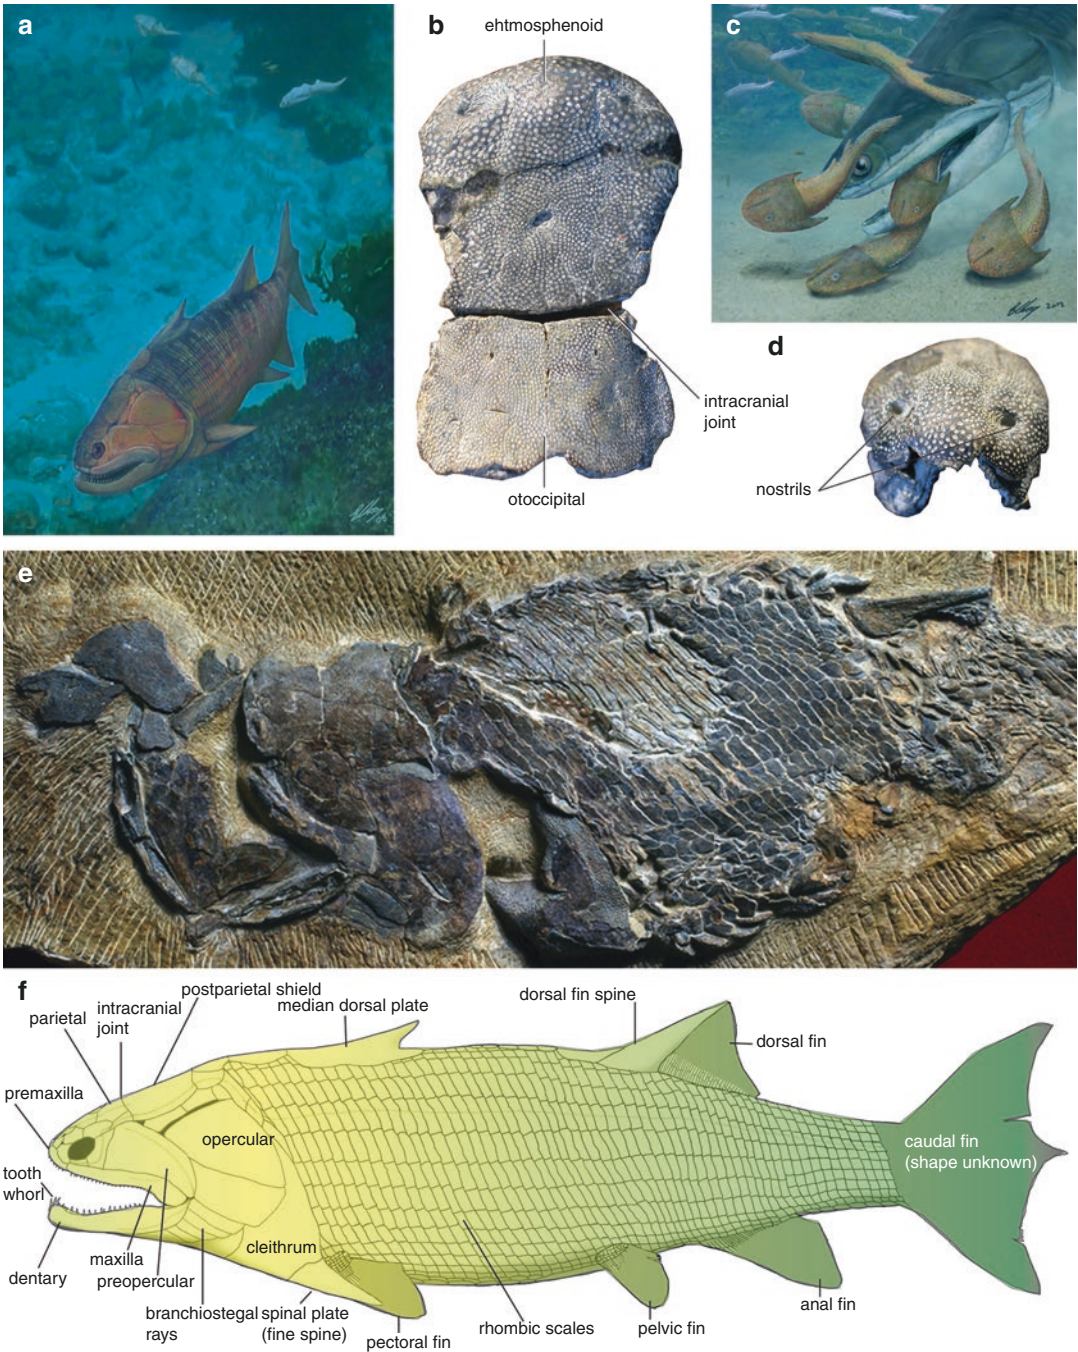 a
b
ehtmosphenoid
c
intracranial
joint
otoccipital
d
nostrils
2012
e
f
postparietal shield
intracranial
joint
median dorsal plate
dorsal fin spine
parietal
dorsal fin
premaxilla
opercular
caudal fin
(shape unknown)
tooth
whorl
cleithrum
maxilla
dentary
preopercular
branchiostegal
rays
spinal plate
(fine spine)
pectoral fin
rhombic scales
pelvic fin
anal fin